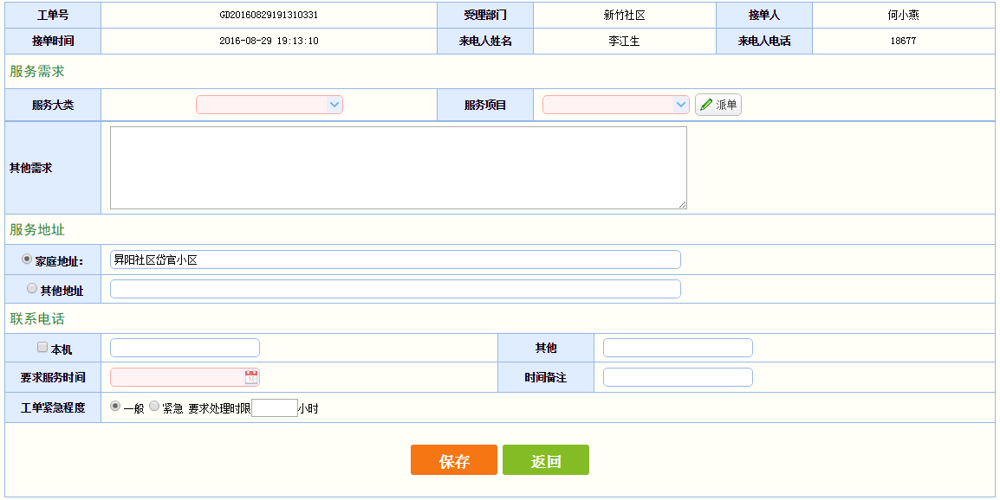 工单号 GD20160829191310331 受理部门 新竹社区 接单人 何小燕
接单时间 2016-08-29 19:13:10 来电人姓名 李江生 来电人电话 18677
服务需求
服务大类 服务项目 派单
其他需求
服务地址
家庭地址: 昇阳社区岱官小区
其他地址
联系电话
本机 其他
要求服务时间 时间备注
工单紧急程度 一般 紧急 要求处理时限 小时
保存 返回